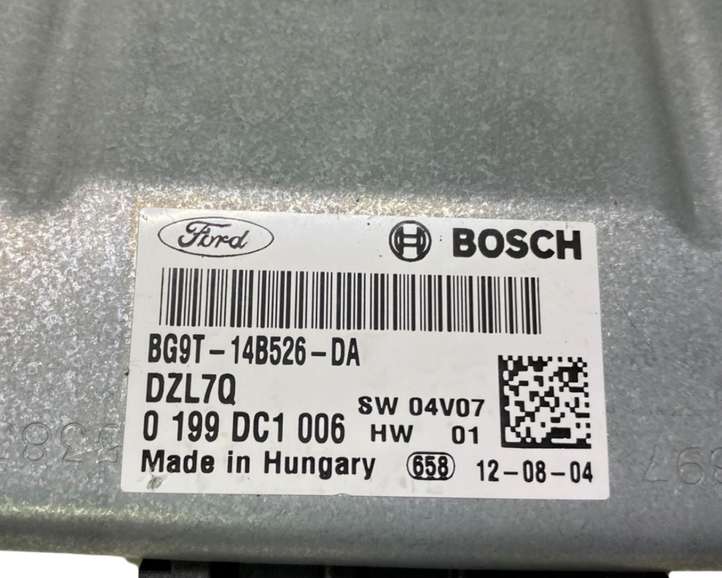 Ford BOSCH
BG9T-14B526-DA
DZL7Q
SW 04V07
0 199 DC1 006
HW 01
Made in Hungary 658 12-08-04